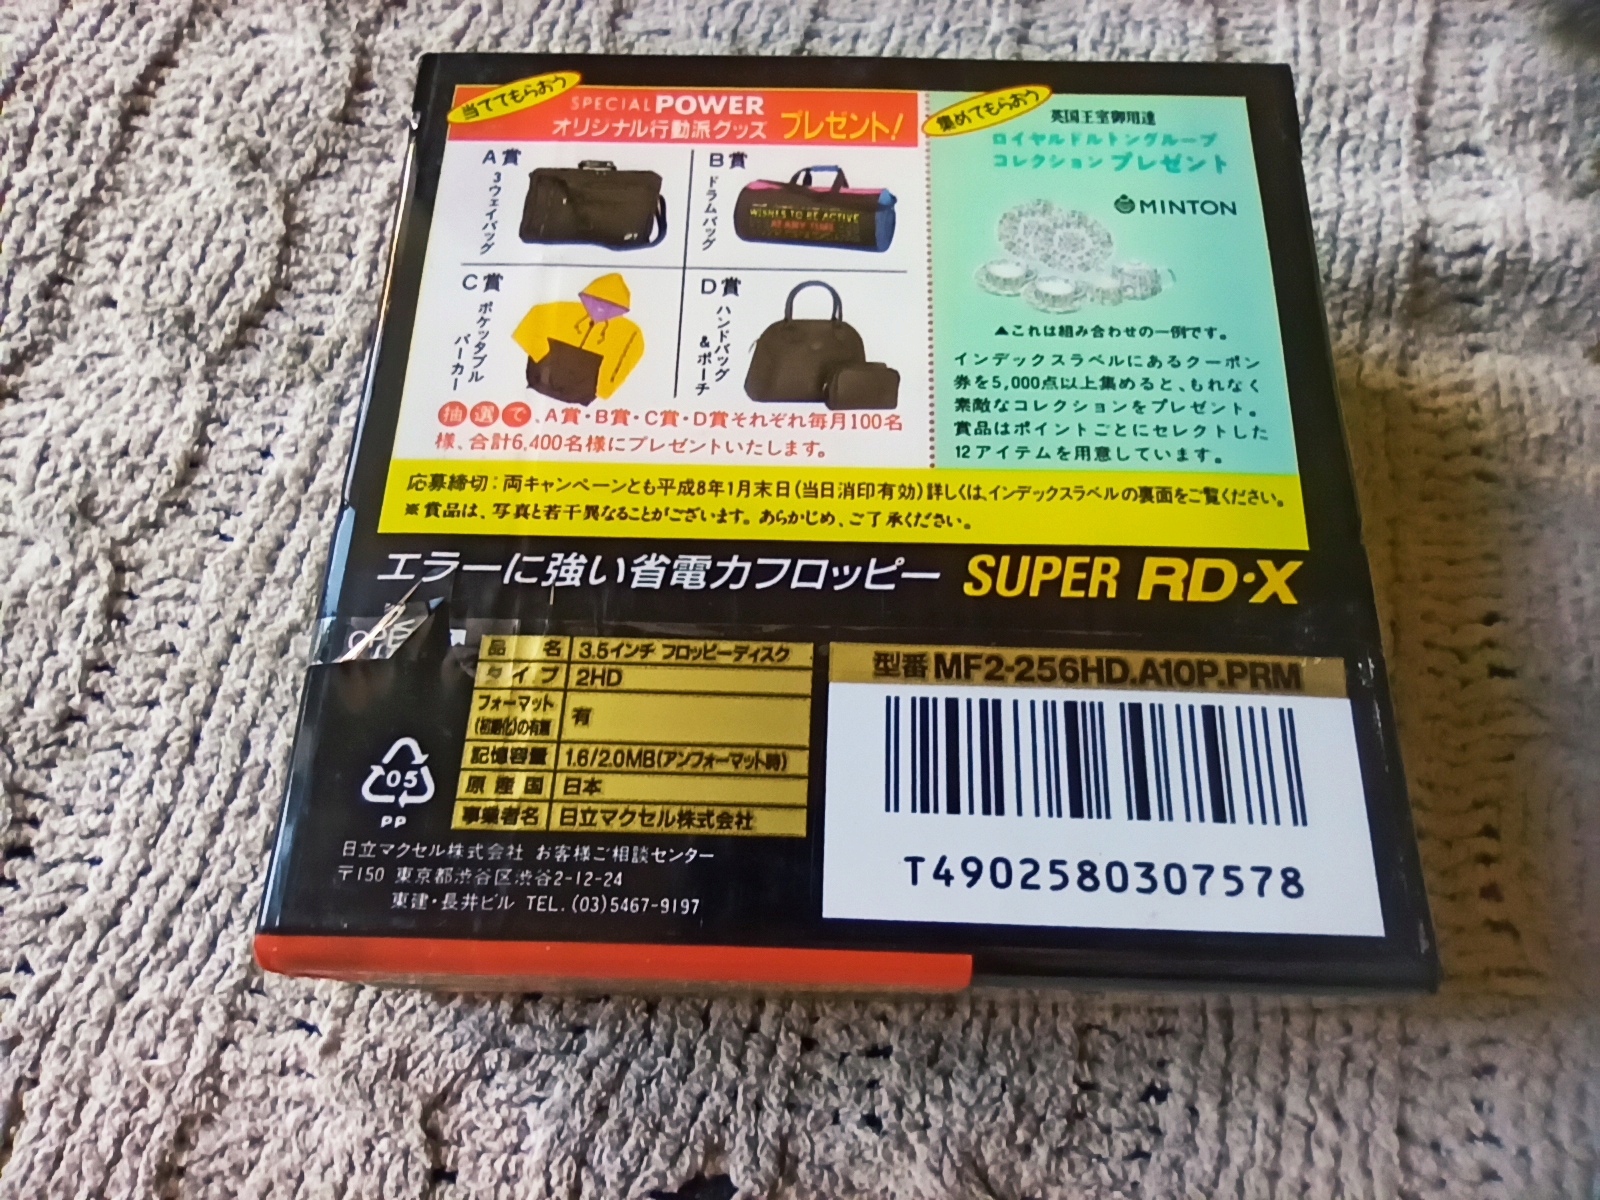 当ててもらおう
SPECIAL POWER
オリジナル行動派グッズ プレゼント!
A賞
3ウェイバッグ
B賞
ドラムバッグ
WISHES TO BE ACTIVE
AT ANY TIME
C賞
ポケッタブル
パーカー
D賞
ハンドバッグ
&ポーチ
抽選で、A賞・B賞・C賞・D賞それぞれ毎月100名
様、合計6,400名様にプレゼントいたします。
集めてもらおう
英国王室御用達
ロイヤルドルトングループ
コレクションプレゼント
MINTON
▲これは組み合わせの一例です。
インデックスラベルにあるクーポン
券を5,000点以上集めると、もれなく
素敵なコレクションをプレゼント。
賞品はポイントごとにセレクトした
12アイテムを用意しています。
応募締切:両キャンペーンとも平成8年1月末日(当日消印有効)詳しくは、インデックスラベルの裏面をご覧ください。
※賞品は、写真と若干異なることがございます。あらかじめ、ご了承ください。
エラーに強い省電力フロッピー SUPER RD・X
OPE
品名 3.5インチ フロッピーディスク
タイプ 2HD
フォーマット(初期化)の有無 有
記憶容量 1.6/2.0MB(アンフォーマット時)
原産国 日本
事業者名 日立マクセル株式会社
05
PP
日立マクセル株式会社 お客様ご相談センター
〒150 東京都渋谷区渋谷2-12-24
東建・長井ビル TEL.(03)5467-9197
型番 MF2-256HD.A10P.PRM
T4902580307578